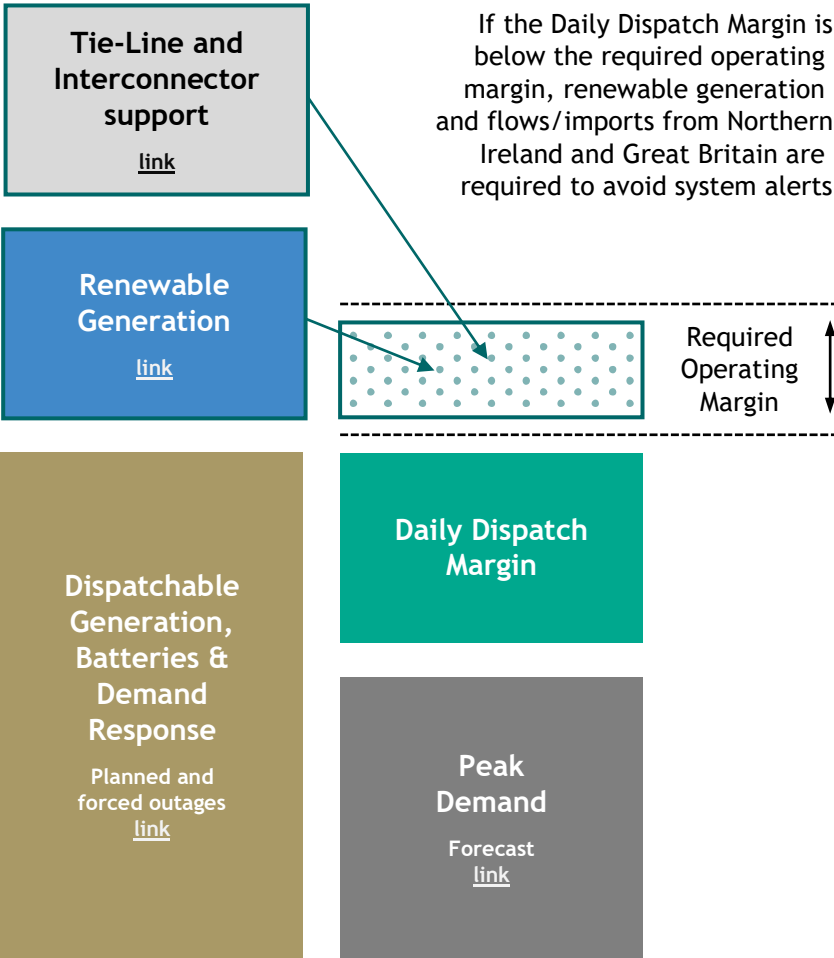 Tie-Line and
Interconnector
support
link
If the Daily Dispatch Margin is
below the required operating
margin, renewable generation
and flows/imports from Northern
Ireland and Great Britain are
required to avoid system alerts
Renewable
Generation
link
Required
Operating
Margin
Daily Dispatch
Margin
Dispatchable
Generation,
Batteries &
Demand
Response
Planned and
forced outages
link
Peak
Demand
Forecast
link